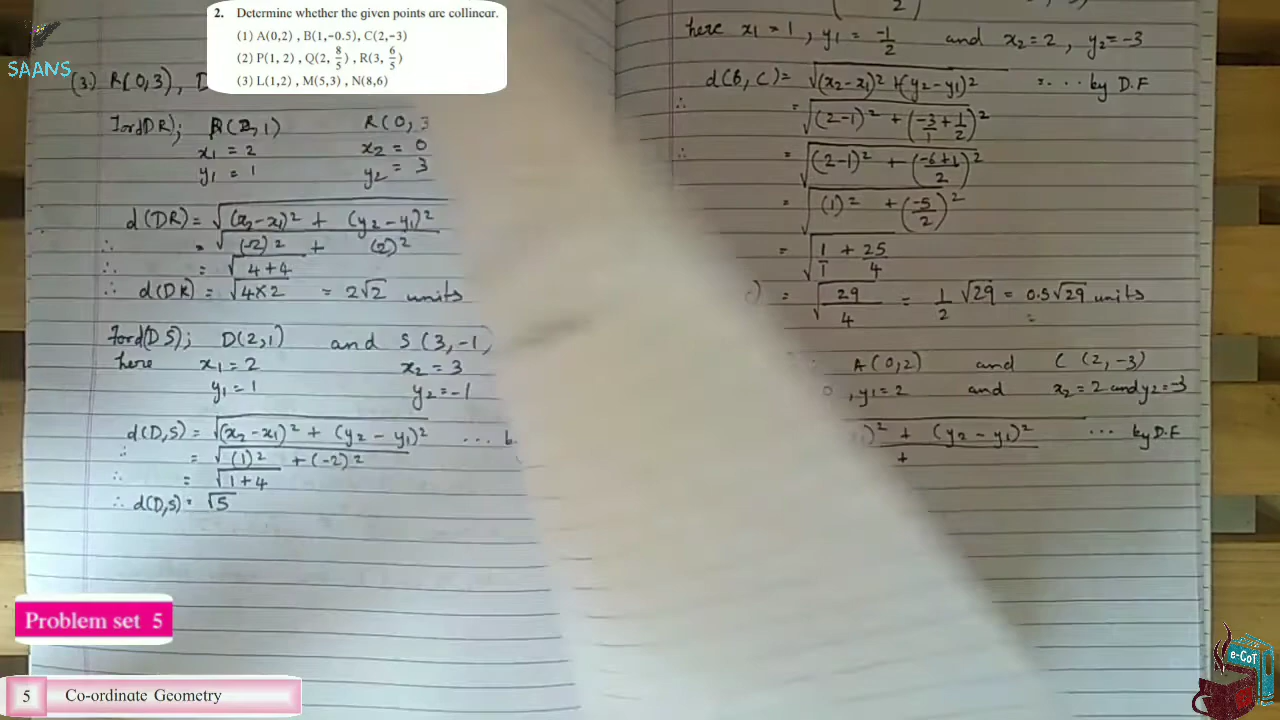 2. Determine whether the given points are collinear.
(1) A(0,2) , B(1,-0.5), C(2,-3)
(2) P(1, 2) , Q(2, 8/5) , R(3, 6/5)
(3) L(1,2) , M(5,3) , N(8,6)
SAANS
(3) R(0,3), D
For d(DR); R(2,1) R(0, 3
x₁ = 2 x₂ = 0
y₁ = 1 y₂ = 3
d(DR) = √(x₂-x₁)² + (y₂-y₁)²
∴ = √(-2)² + (2)²
∴ = √4+4
∴ d(DR) = √4×2 = 2√2 units
For d(DS); D(2,1) and S(3,-1)
here x₁=2 x₂ = 3
y₁=1 y₂=-1
d(D,S) = √(x₂-x₁)² + (y₂-y₁)² ...
∴ = √(1)² + (-2)²
∴ = √1+4
∴ d(D,S) = √5
2
here x₁ = 1 , y₁ = -1/2 and x₂ = 2 , y₂ = -3
d(B, C) = √(x₂-x₁)² + (y₂-y₁)² = ... by D.F
∴ = √(2-1)² + (-3/1 + 1/2)²
∴ = √(2-1)² + (-6+1/2)²
= √(1)² + (-5/2)²
= √1/1 + 25/4
) = √29/4 = 1/2 √29 = 0.5√29 units
A(0,2) and C(2,-3)
, y₁=2 and x₂ = 2 and y₂=-3
)² + (y₂-y₁)² ... by D.F
+
Problem set 5
5 Co-ordinate Geometry
e-CoT